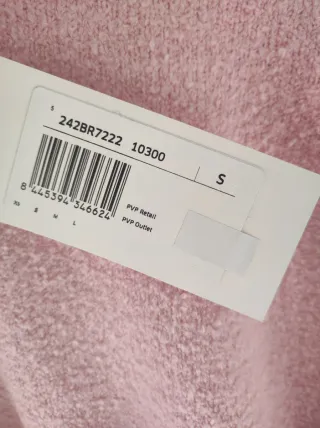 S
242BR7222 10300
S
8 445394 346624
PVP Retail
PVP Outlet
XS S M L